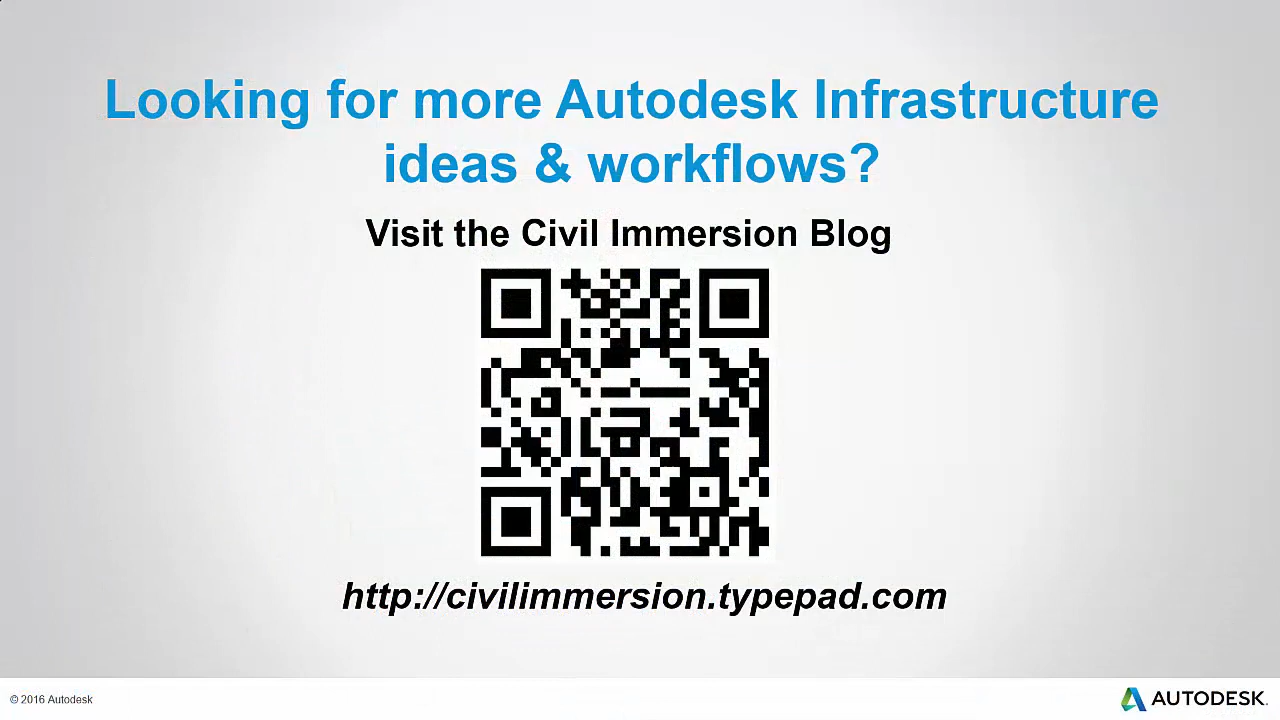 Looking for more Autodesk Infrastructure
ideas & workflows?
Visit the Civil Immersion Blog
http://civilimmersion.typepad.com
© 2016 Autodesk
AUTODESK.